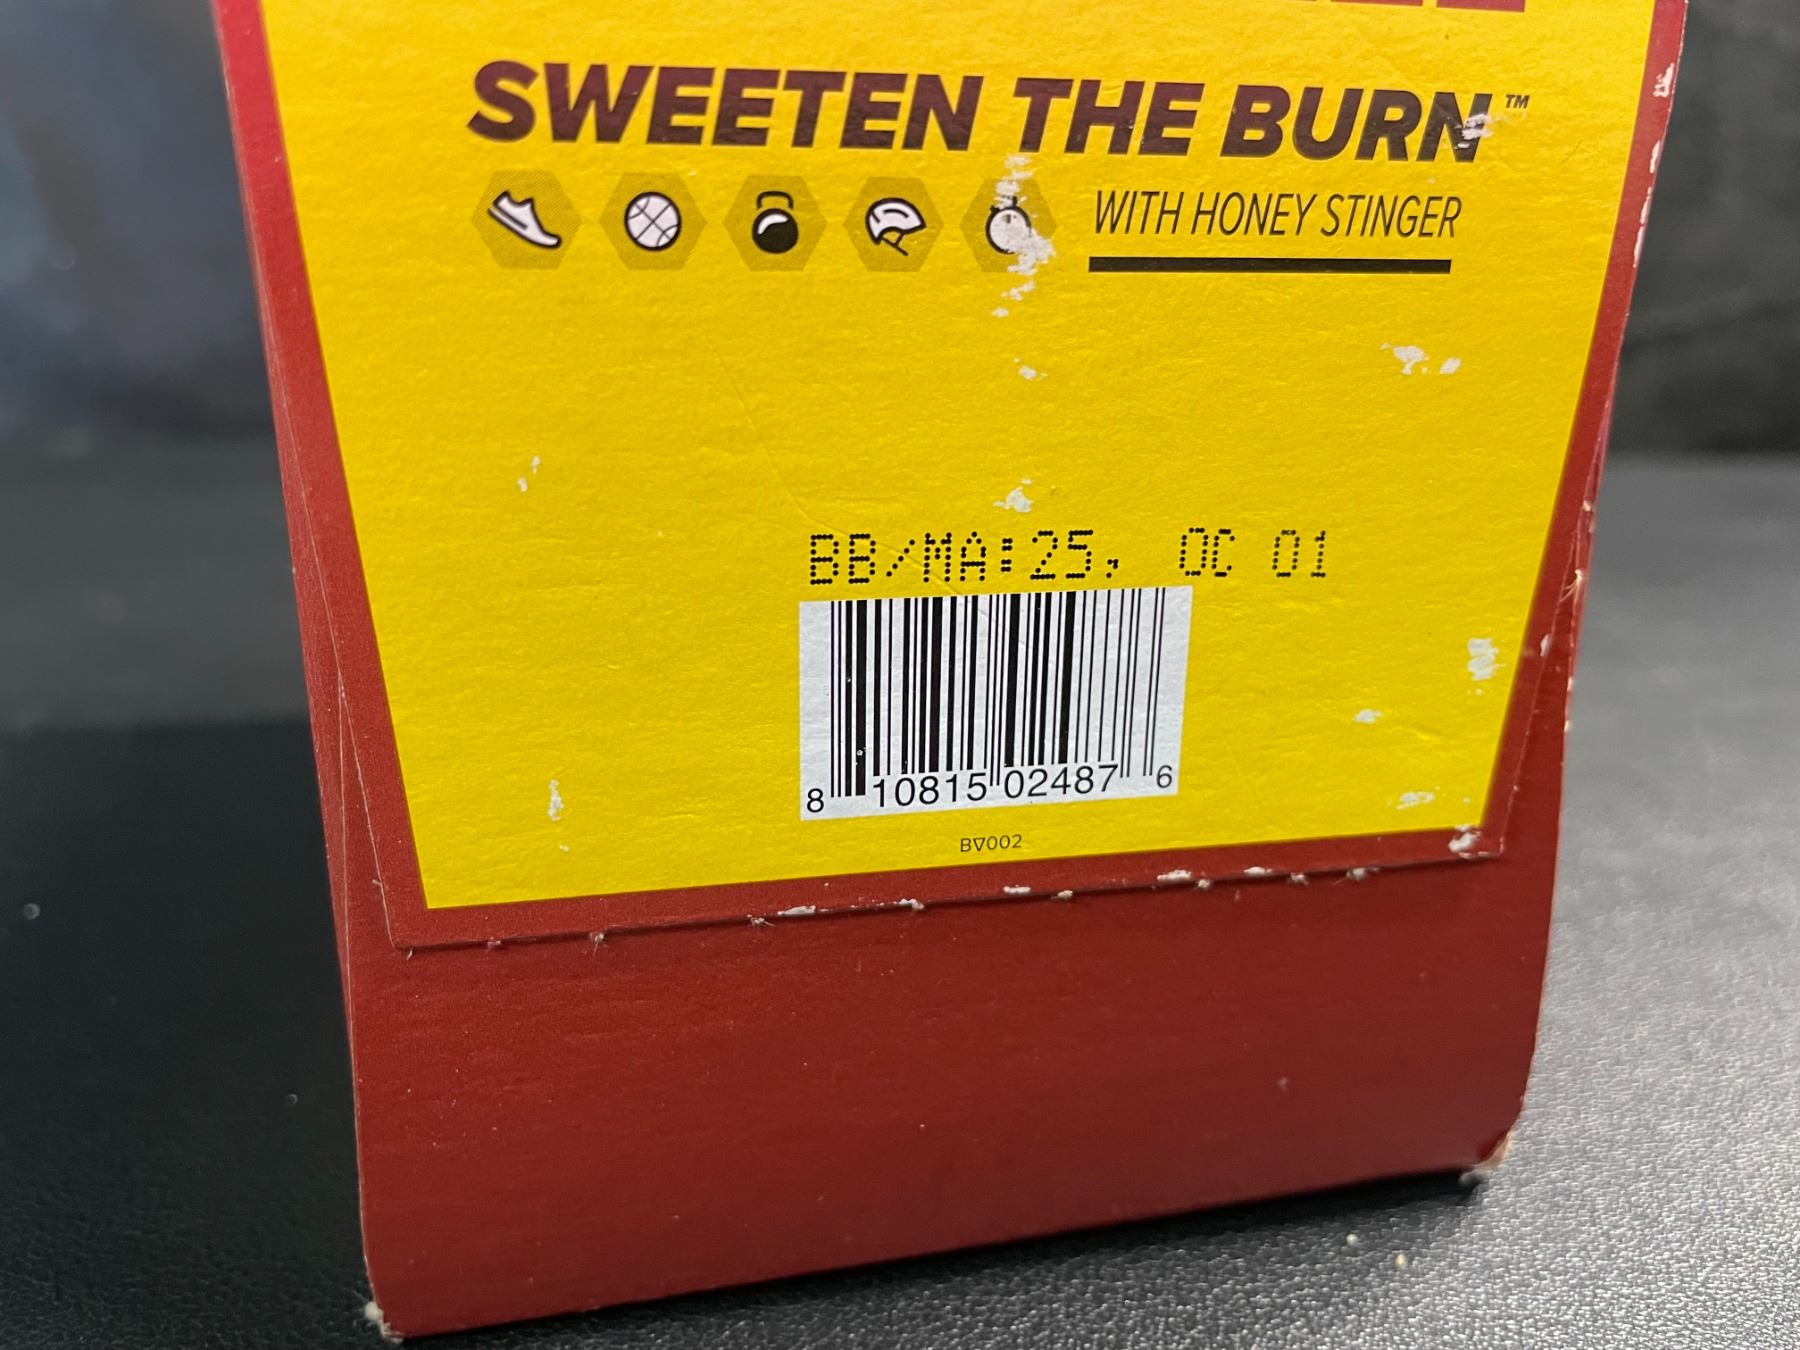 SWEETEN THE BURN™
WITH HONEY STINGER
BB/MA:25, OC 01
8 10815 02487 6
BV002